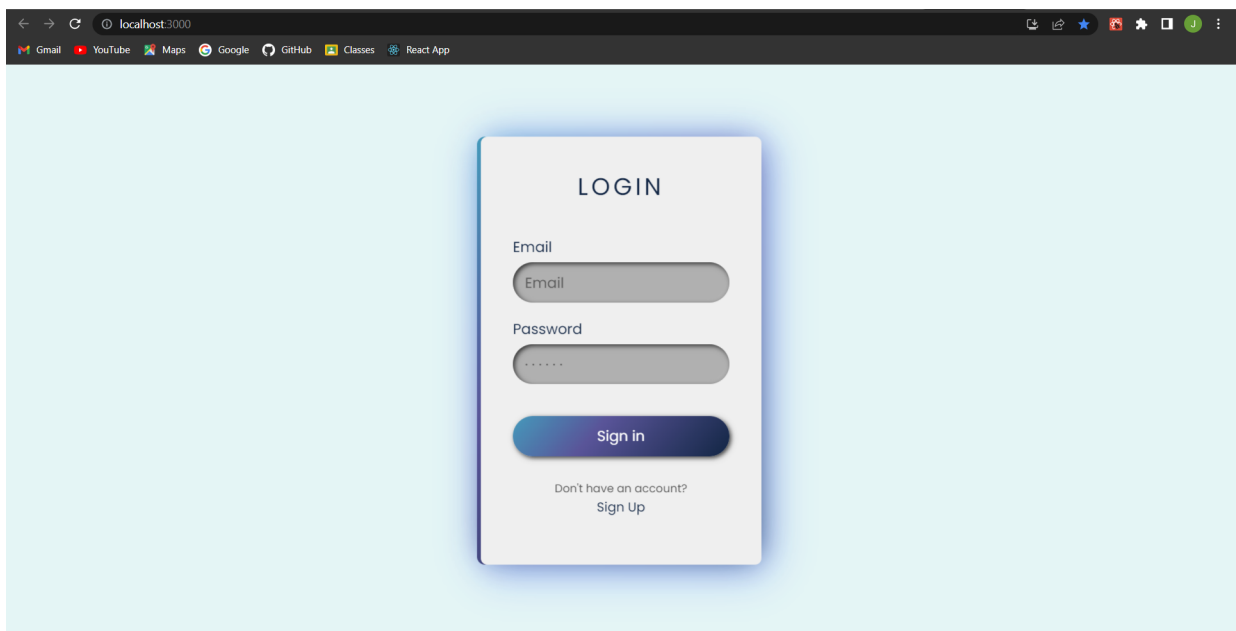 localhost:3000
J
Gmail YouTube Maps Google GitHub Classes React App
LOGIN
Email
Email
Password
······
Sign in
Don't have an account?
Sign Up